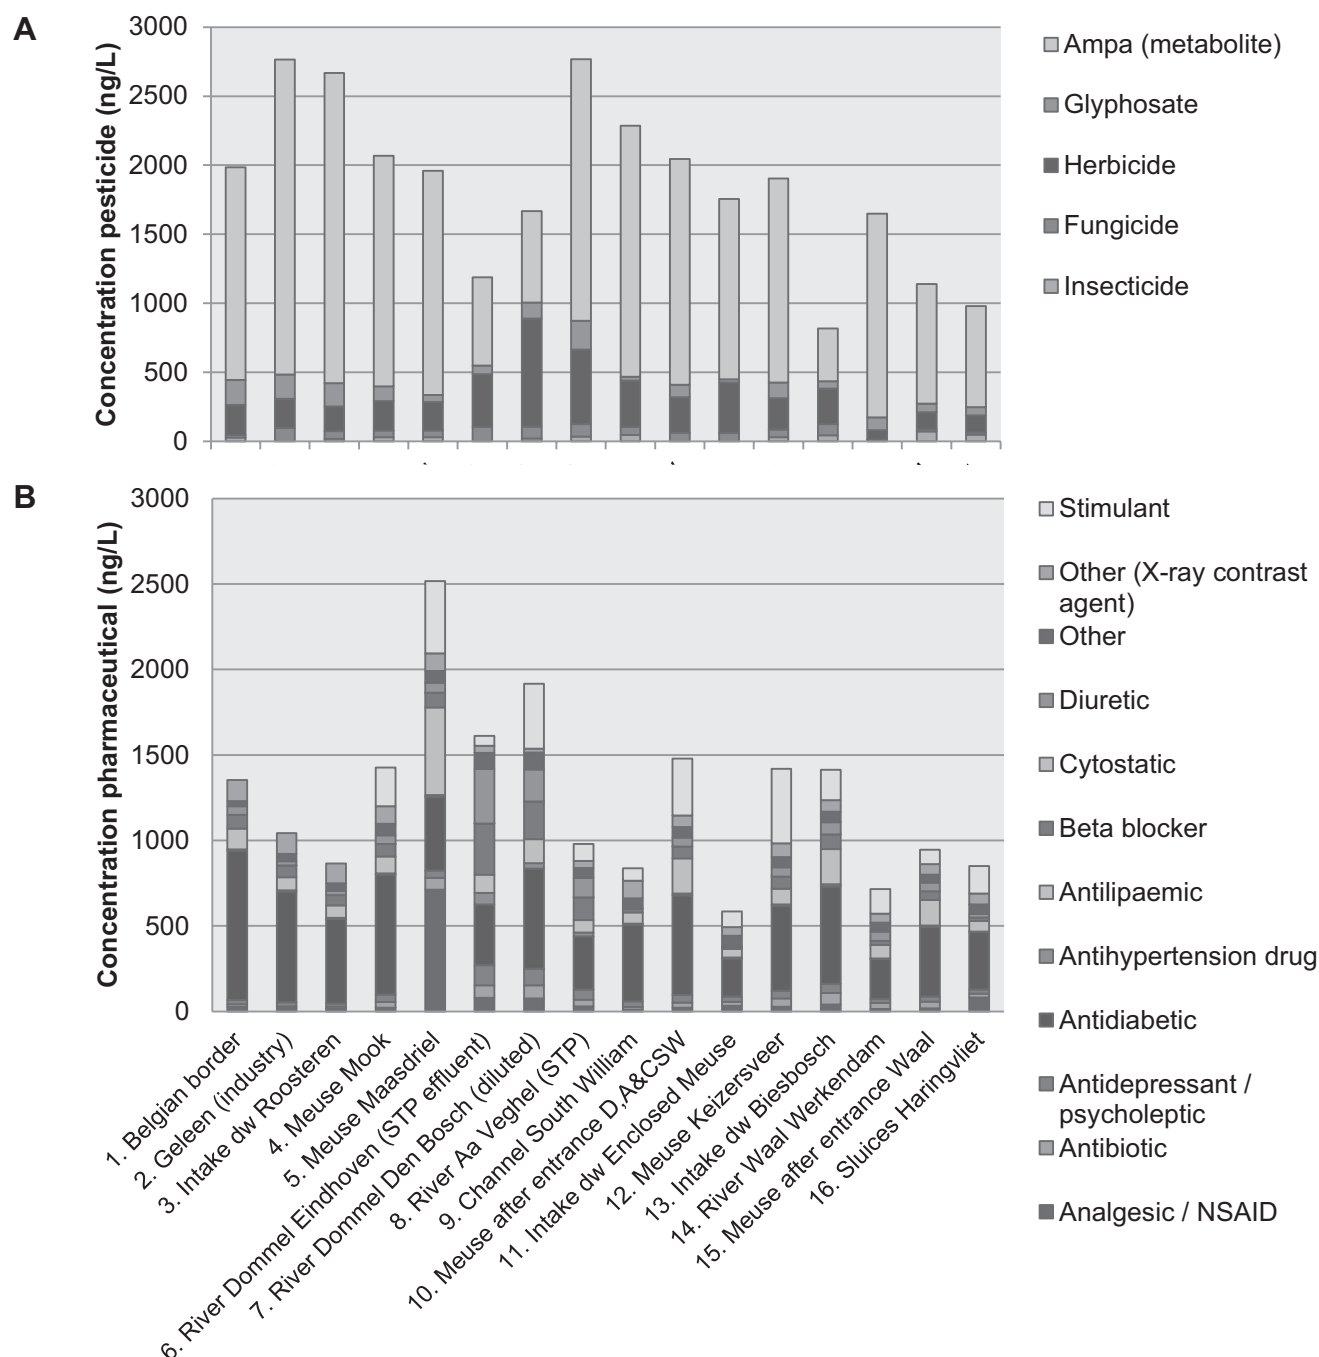 A
Concentration pesticide (ng/L)
3000
2500
2000
1500
1000
500
0
Ampa (metabolite)
Glyphosate
Herbicide
Fungicide
Insecticide
B
Concentration pharmaceutical (ng/L)
3000
2500
2000
1500
1000
500
0
1. Belgian border
2. Geleen (industry)
3. Intake dw Roosteren
4. Meuse Mook
5. Meuse Maasdriel
6. River Dommel Eindhoven (STP effluent)
7. River Dommel Den Bosch (diluted)
8. River Aa Veghel (STP)
9. Channel South William
10. Meuse after entrance D,A&CSW
11. Intake dw Enclosed Meuse
12. Meuse Keizersveer
13. Intake dw Biesbosch
14. River Waal Werkendam
15. Meuse after entrance Waal
16. Sluices Haringvliet
Stimulant
Other (X-ray contrast
agent)
Other
Diuretic
Cytostatic
Beta blocker
Antilipaemic
Antihypertension drug
Antidiabetic
Antidepressant /
psycholeptic
Antibiotic
Analgesic / NSAID